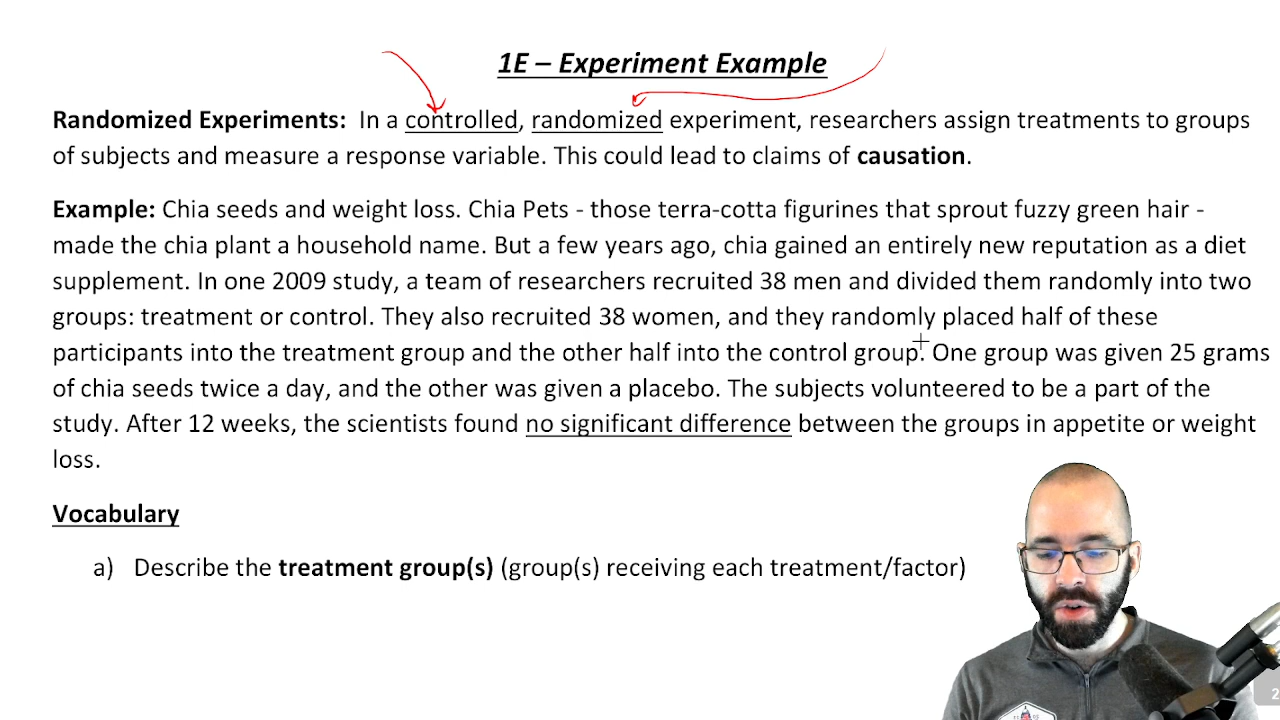 1E – Experiment Example
Randomized Experiments: In a controlled, randomized experiment, researchers assign treatments to groups
of subjects and measure a response variable. This could lead to claims of causation.
Example: Chia seeds and weight loss. Chia Pets - those terra-cotta figurines that sprout fuzzy green hair -
made the chia plant a household name. But a few years ago, chia gained an entirely new reputation as a diet
supplement. In one 2009 study, a team of researchers recruited 38 men and divided them randomly into two
groups: treatment or control. They also recruited 38 women, and they randomly placed half of these
participants into the treatment group and the other half into the control group. One group was given 25 grams
of chia seeds twice a day, and the other was given a placebo. The subjects volunteered to be a part of the
study. After 12 weeks, the scientists found no significant difference between the groups in appetite or weight
loss.
Vocabulary
a) Describe the treatment group(s) (group(s) receiving each treatment/factor)
2